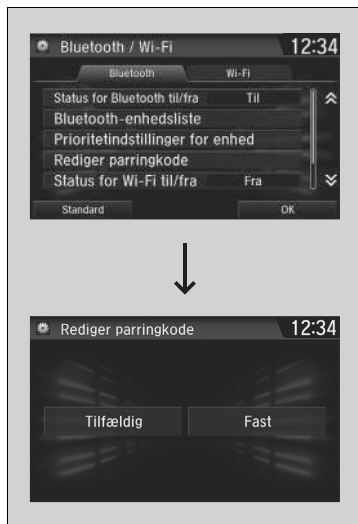 Bluetooth / Wi-Fi 12:34
Bluetooth Wi-Fi
Status for Bluetooth til/fra Til
Bluetooth-enhedsliste
Prioritetindstillinger for enhed
Rediger parringkode
Status for Wi-Fi til/fra Fra
Standard OK
Rediger parringkode 12:34
Tilfældig Fast